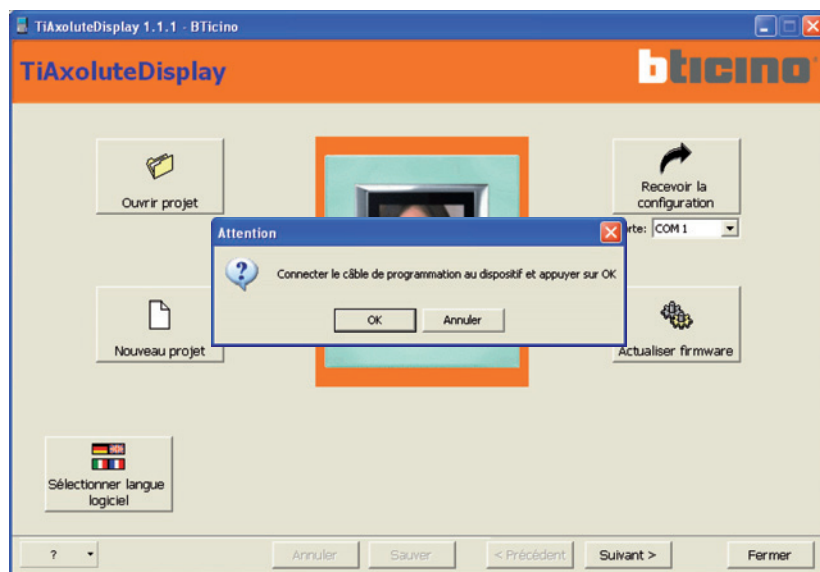 TiAxoluteDisplay 1.1.1 - BTicino
TiAxoluteDisplay
bticino
Ouvrir projet
Recevoir la
configuration
rte: COM 1
Attention
Connecter le câble de programmation au dispositif et appuyer sur OK
OK
Annuler
Nouveau projet
Actualiser firmware
Sélectionner langue
logiciel
?
Annuler
Sauver
< Précédent
Suivant >
Fermer